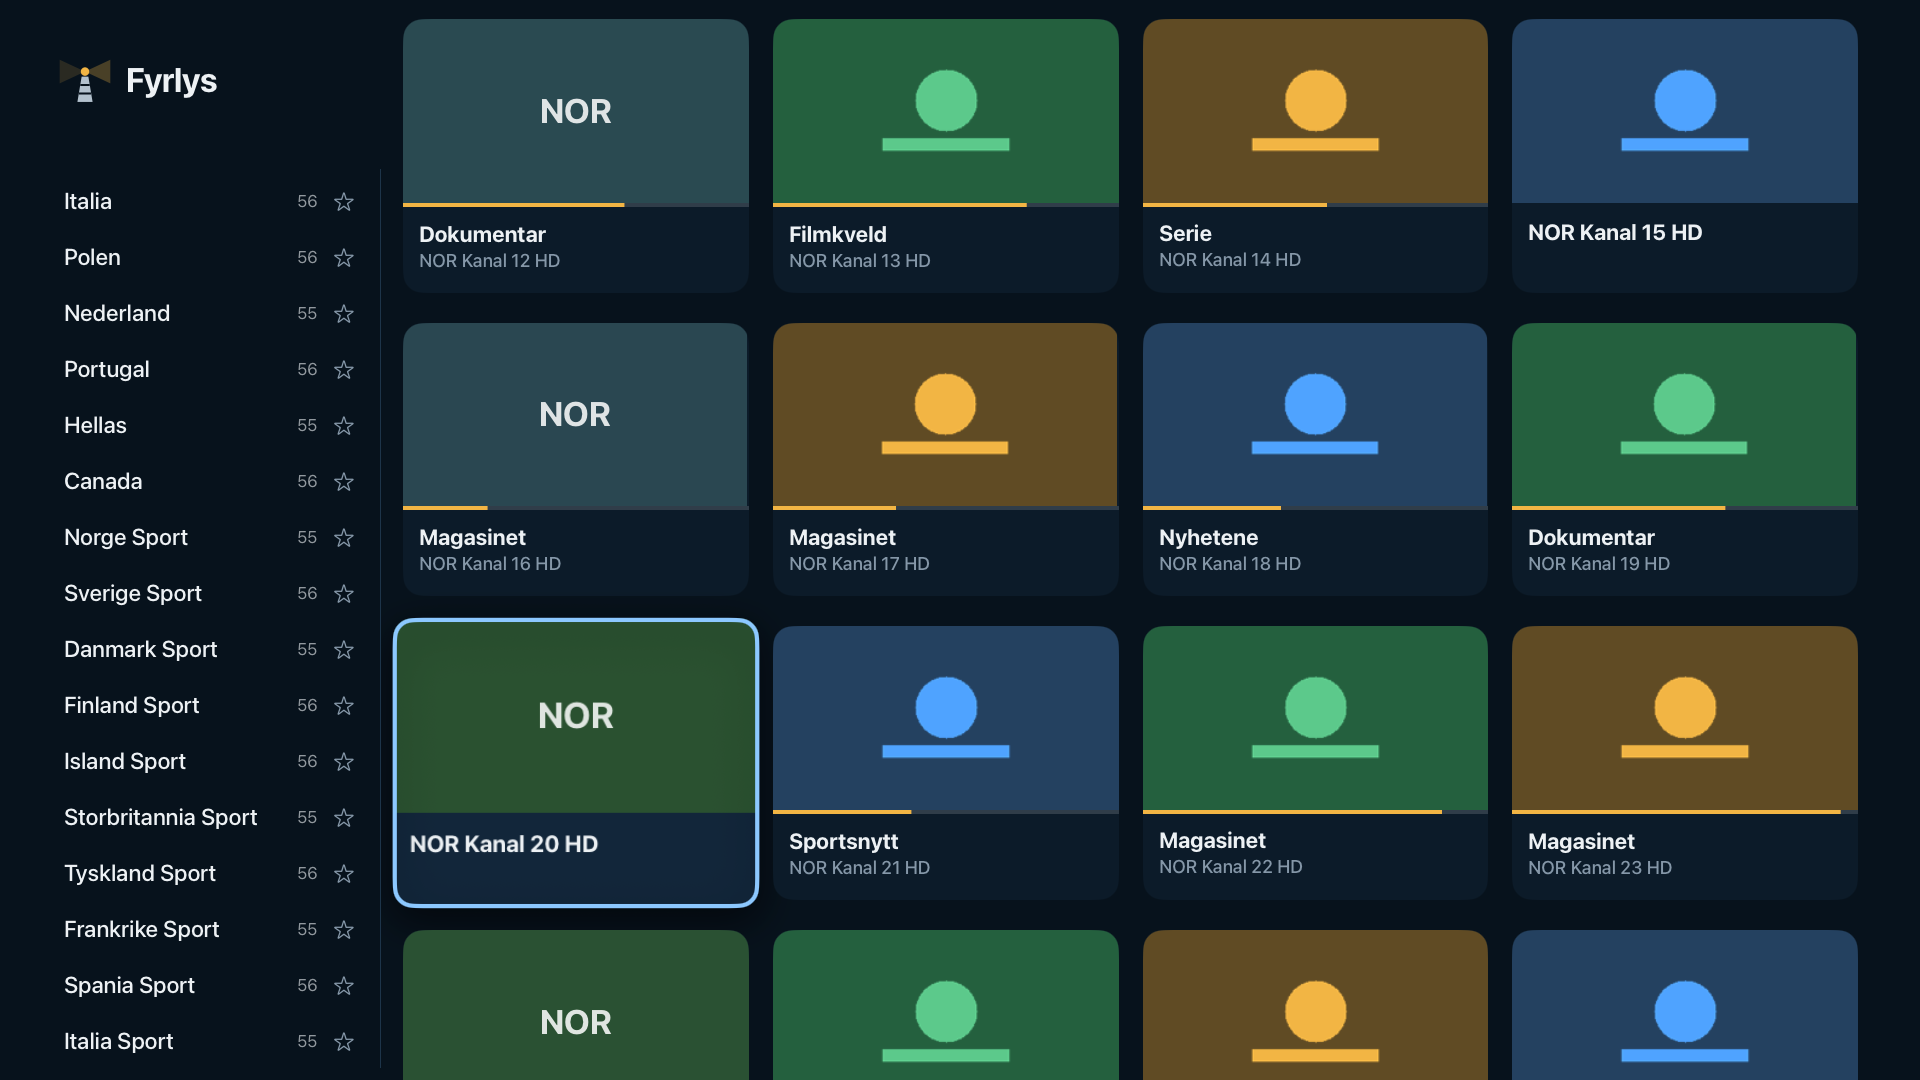 Fyrlys
Italia 56
Polen 56
Nederland 55
Portugal 56
Hellas 55
Canada 56
Norge Sport 55
Sverige Sport 56
Danmark Sport 55
Finland Sport 56
Island Sport 56
Storbritannia Sport 55
Tyskland Sport 56
Frankrike Sport 55
Spania Sport 56
Italia Sport 55
NOR
Dokumentar
NOR Kanal 12 HD
Filmkveld
NOR Kanal 13 HD
Serie
NOR Kanal 14 HD
NOR Kanal 15 HD
NOR
Magasinet
NOR Kanal 16 HD
Magasinet
NOR Kanal 17 HD
Nyhetene
NOR Kanal 18 HD
Dokumentar
NOR Kanal 19 HD
NOR
NOR Kanal 20 HD
Sportsnytt
NOR Kanal 21 HD
Magasinet
NOR Kanal 22 HD
Magasinet
NOR Kanal 23 HD
NOR